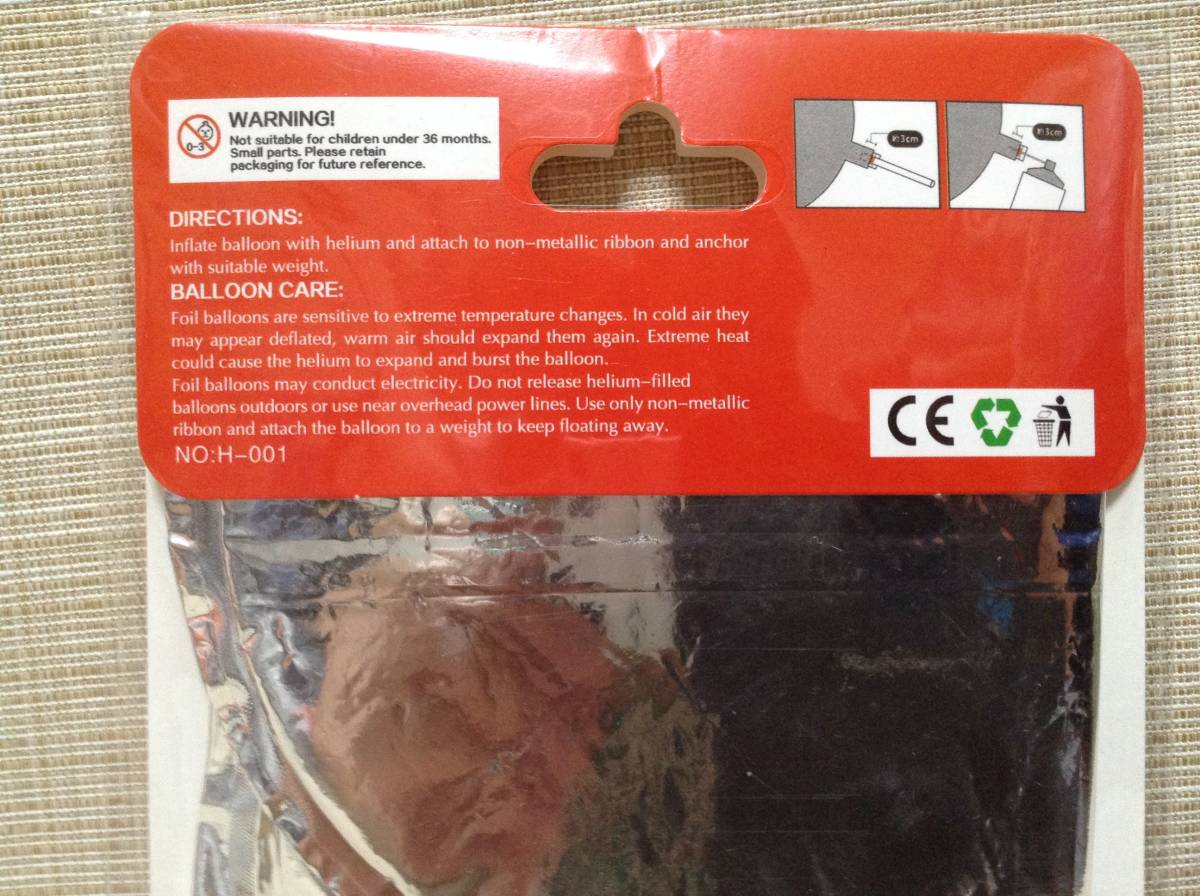 WARNING!
Not suitable for children under 36 months.
Small parts. Please retain
packaging for future reference.
0-3
DIRECTIONS:
Inflate balloon with helium and attach to non-metallic ribbon and anchor
with suitable weight.
BALLOON CARE:
Foil balloons are sensitive to extreme temperature changes. In cold air they
may appear deflated, warm air should expand them again. Extreme heat
could cause the helium to expand and burst the balloon.
Foil balloons may conduct electricity. Do not release helium-filled
balloons outdoors or use near overhead power lines. Use only non-metallic
ribbon and attach the balloon to a weight to keep floating away.
NO:H-001
3cm
3cm
CE